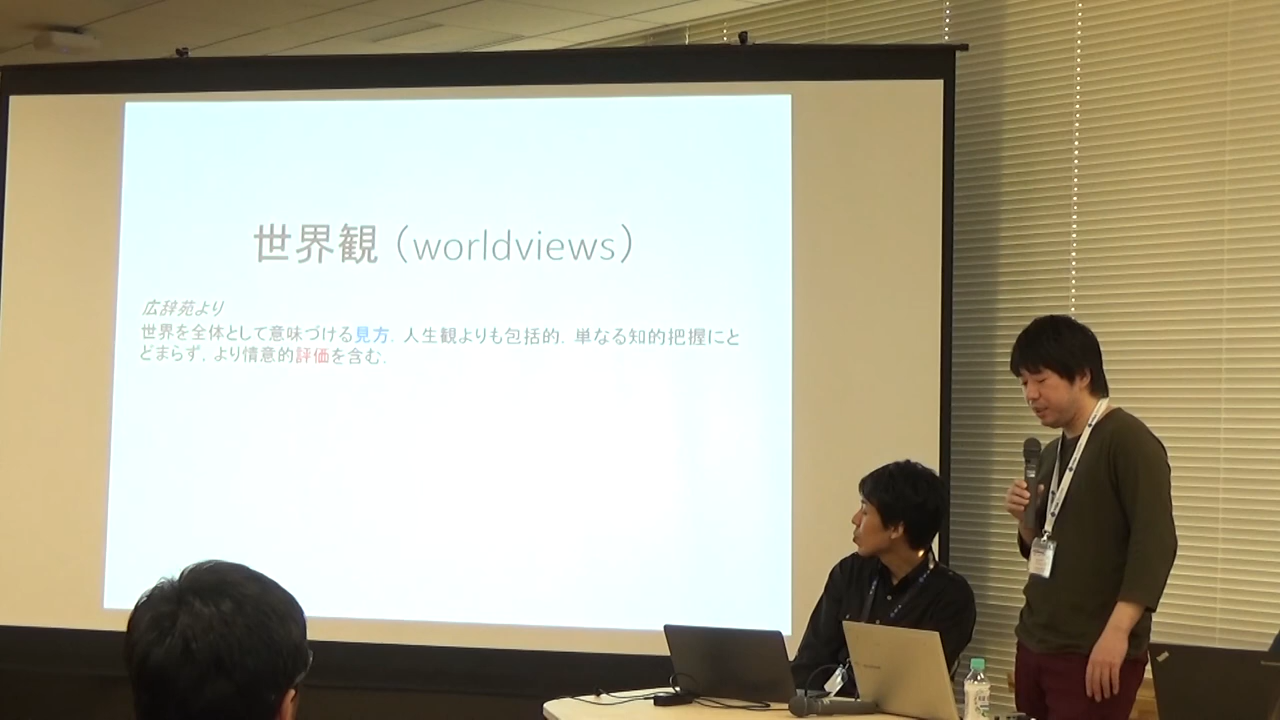 世界観（worldviews）
広辞苑より
世界を全体として意味づける見方．人生観よりも包括的．単なる知的把握にと
どまらず，より情意的評価を含む．